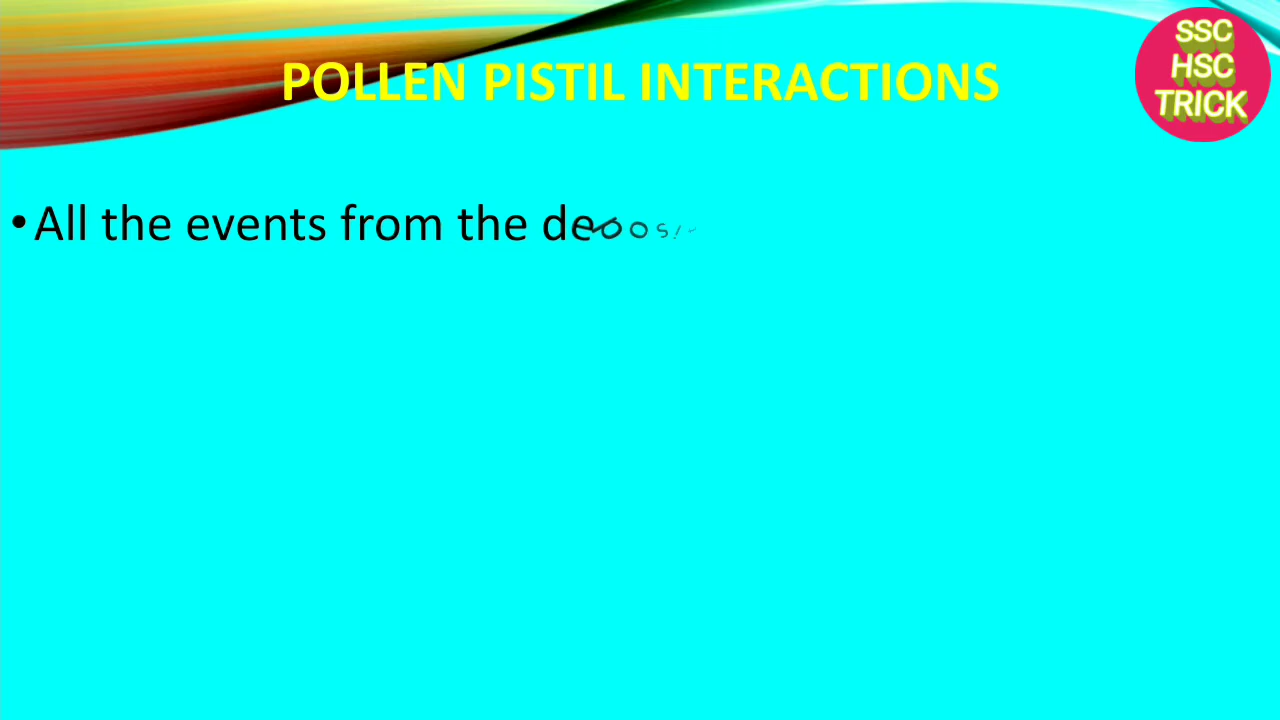 POLLEN PISTIL INTERACTIONS
SSC
HSC
TRICK
• All the events from the